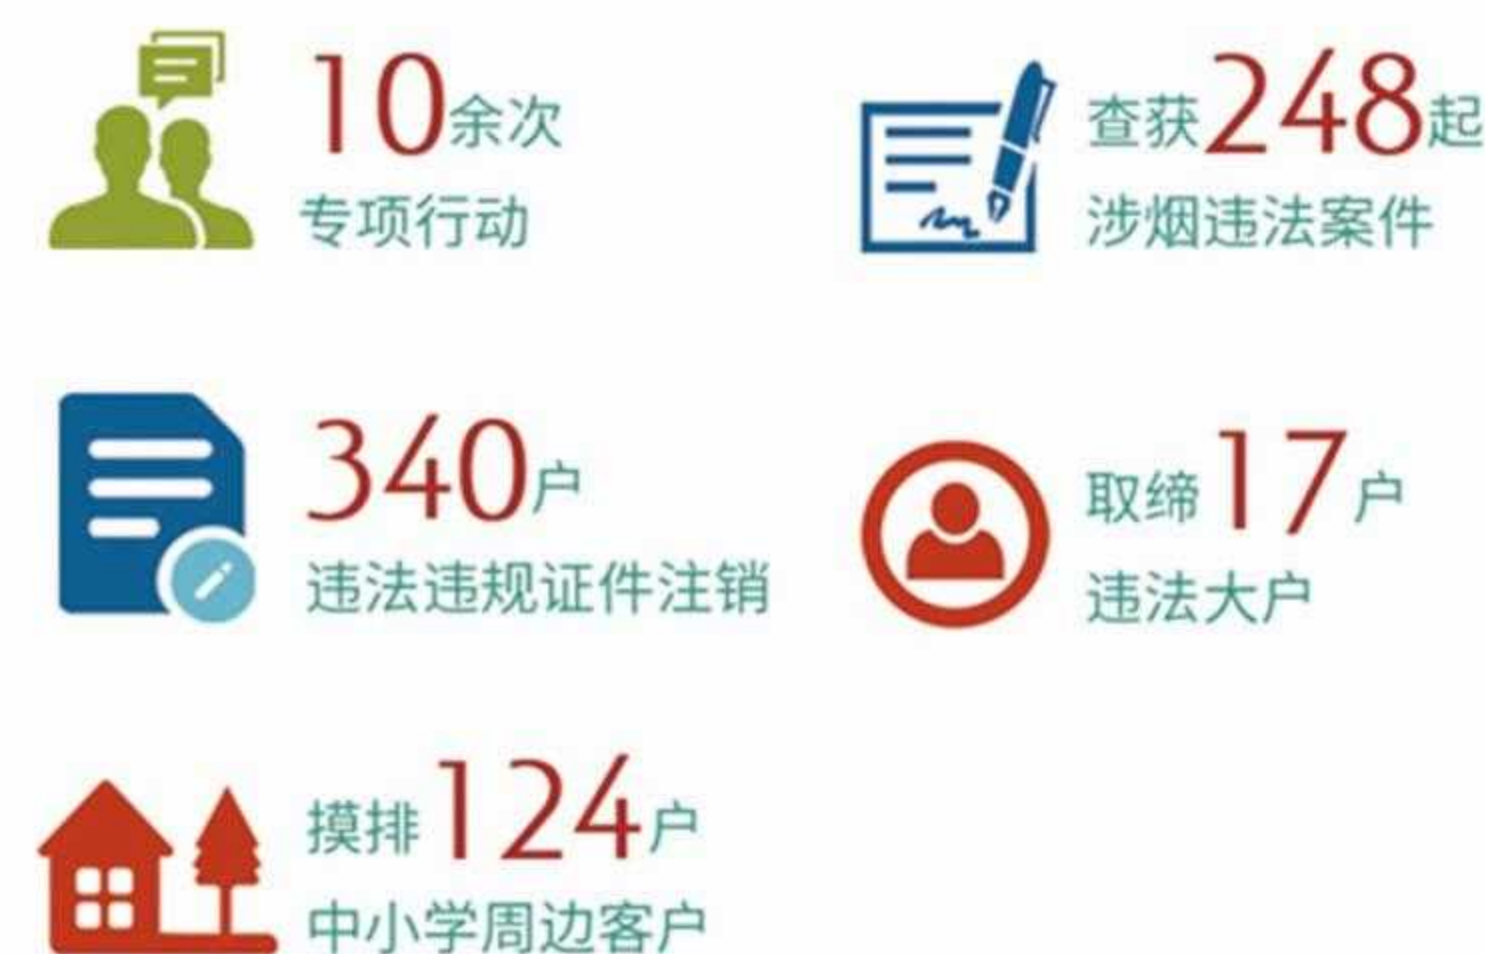 10余次
专项行动
查获248起
涉烟违法案件
340户
违法违规证件注销
取缔17户
违法大户
摸排124户
中小学周边客户